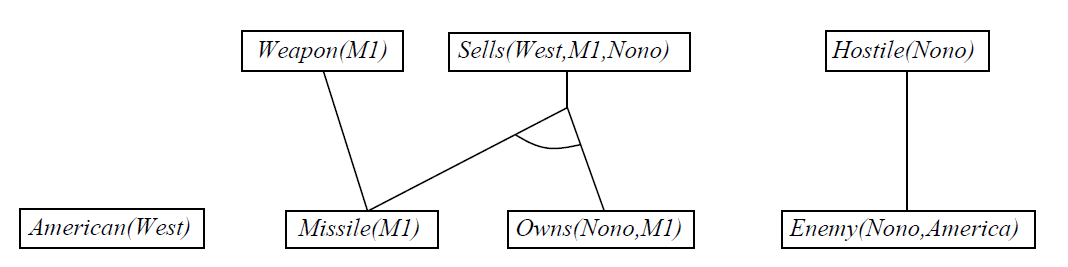 Weapon(M1)
Sells(West,M1,Nono)
Hostile(Nono)
American(West)
Missile(M1)
Owns(Nono,M1)
Enemy(Nono,America)